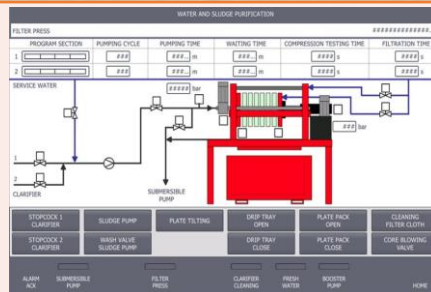 WATER AND SLUDGE PURIFICATION
FILTER PRESS ##############.
PROGRAM SECTION PUMPING CYCLE PUMPING TIME WAITING TIME COMPRESSION TESTING TIME FILTRATION TIME
1 ### ###... m ###... m #### s #### s
2 ### ###... m ###... m #### s #### s
SERVICE WATER
##### bar
### bar
1
2
CLARIFIER
SUBMERSIBLE
PUMP
STOPCOCK 1
CLARIFIER
SLUDGE PUMP
PLATE TILTING
DRIP TRAY
OPEN
PLATE PACK
OPEN
CLEANING
FILTER CLOTH
STOPCOCK 2
CLARIFIER
WASH VALVE
SLUDGE PUMP
DRIP TRAY
CLOSE
PLATE PACK
CLOSE
CORE BLOWING
VALVE
ALARM
ACK
SUBMERSIBLE
PUMP
FILTER
PRESS
CLARIFIER
CLEANING
FRESH
WATER
BOOSTER
PUMP
HOME